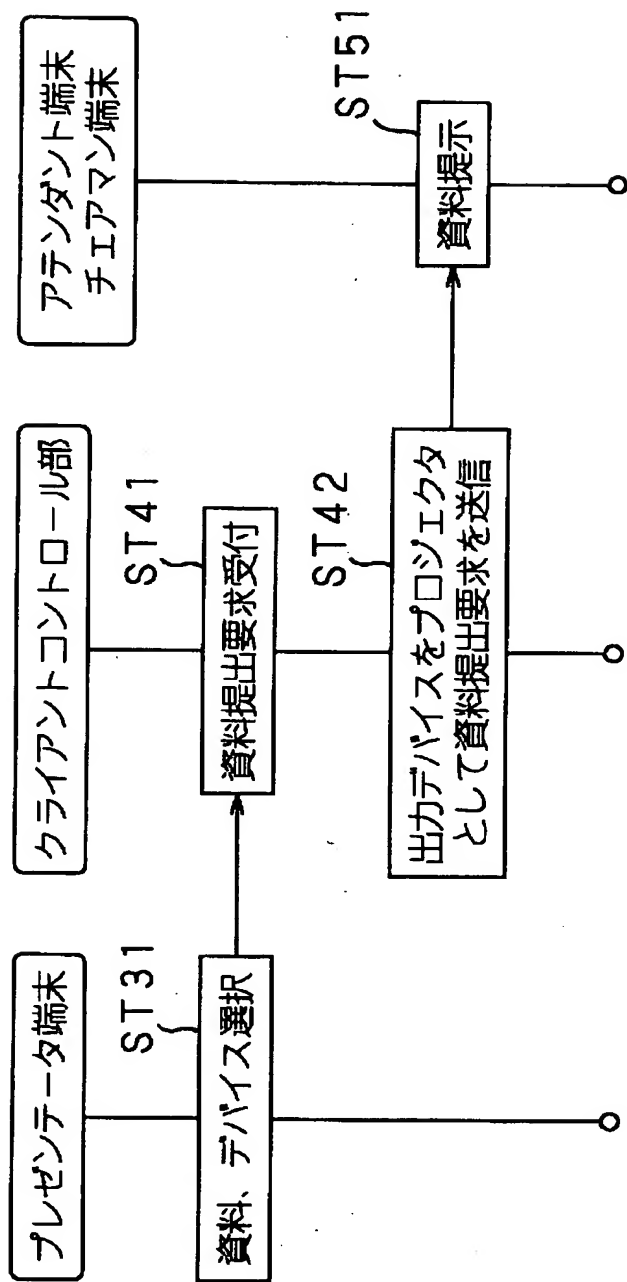 プレゼンテータ端末
クライアントコントロール部
アテンダント端末
チェアマン端末
ST31
資料、デバイス選択
ST41
資料提出要求受付
ST42
出力デバイスをプロジェクタ
として資料提出要求を送信
ST51
資料提示